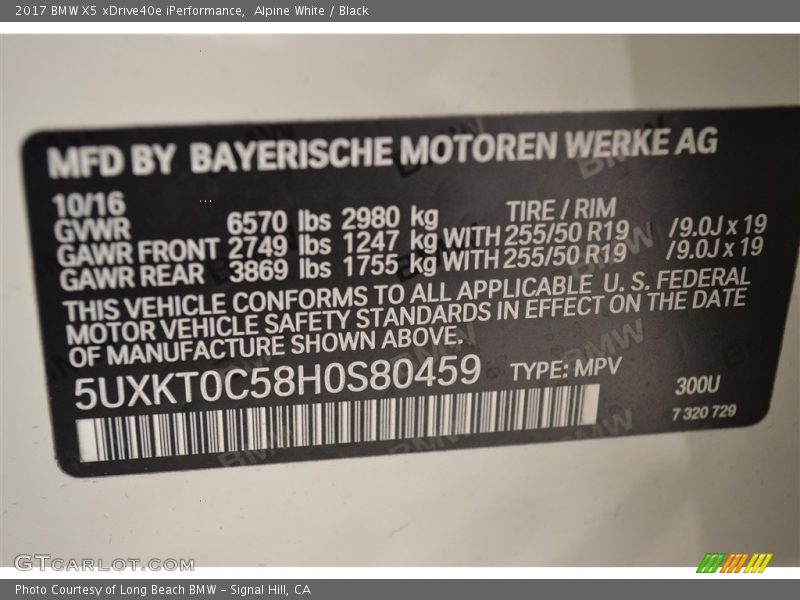 2017 BMW X5 xDrive40e iPerformance, Alpine White / Black
MFD BY BAYERISCHE MOTOREN WERKE AG
10/16
GVWR 6570 lbs 2980 kg TIRE / RIM
GAWR FRONT 2749 lbs 1247 kg WITH 255/50 R19 /9.0J x 19
GAWR REAR 3869 lbs 1755 kg WITH 255/50 R19 /9.0J x 19
THIS VEHICLE CONFORMS TO ALL APPLICABLE U. S. FEDERAL
MOTOR VEHICLE SAFETY STANDARDS IN EFFECT ON THE DATE
OF MANUFACTURE SHOWN ABOVE.
5UXKT0C58H0S80459 TYPE: MPV 300U
7 320 729
GTCARLOT.COM
Photo Courtesy of Long Beach BMW - Signal Hill, CA